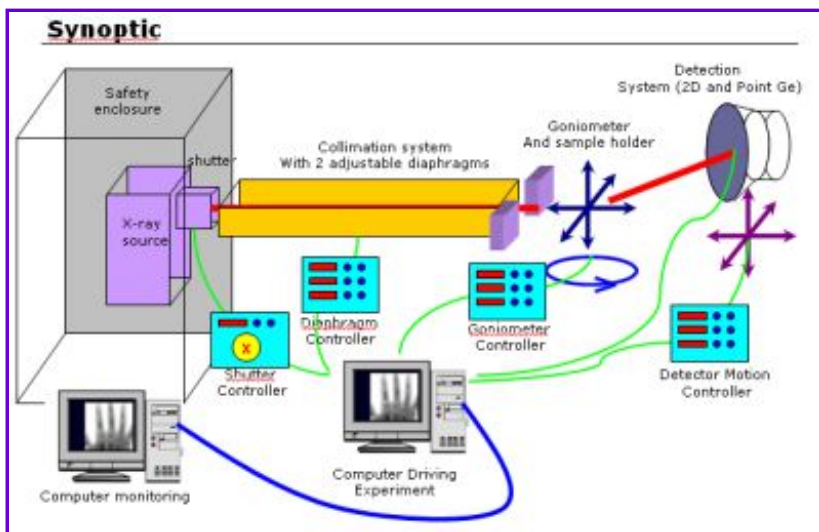 Synoptic
Safety
enclosure
shutter
X-ray
source
Collimation system
With 2 adjustable diaphragms
Goniometer
And sample holder
Detection
System (2D and Point Ge)
Diaphragm
Controller
Goniometer
Controller
X
Shutter
Controller
Detector Motion
Controller
Computer monitoring
Computer Driving
Experiment